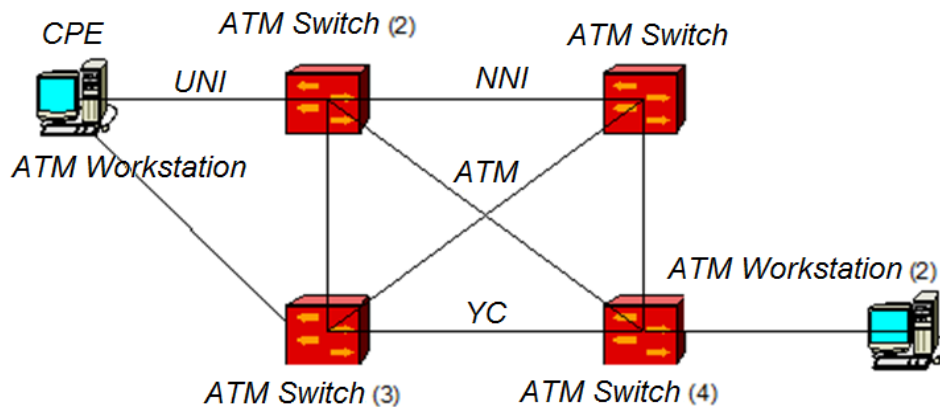 CPE
ATM Switch (2)
ATM Switch
UNI
NNI
ATM Workstation
ATM
ATM Workstation (2)
YC
ATM Switch (3)
ATM Switch (4)